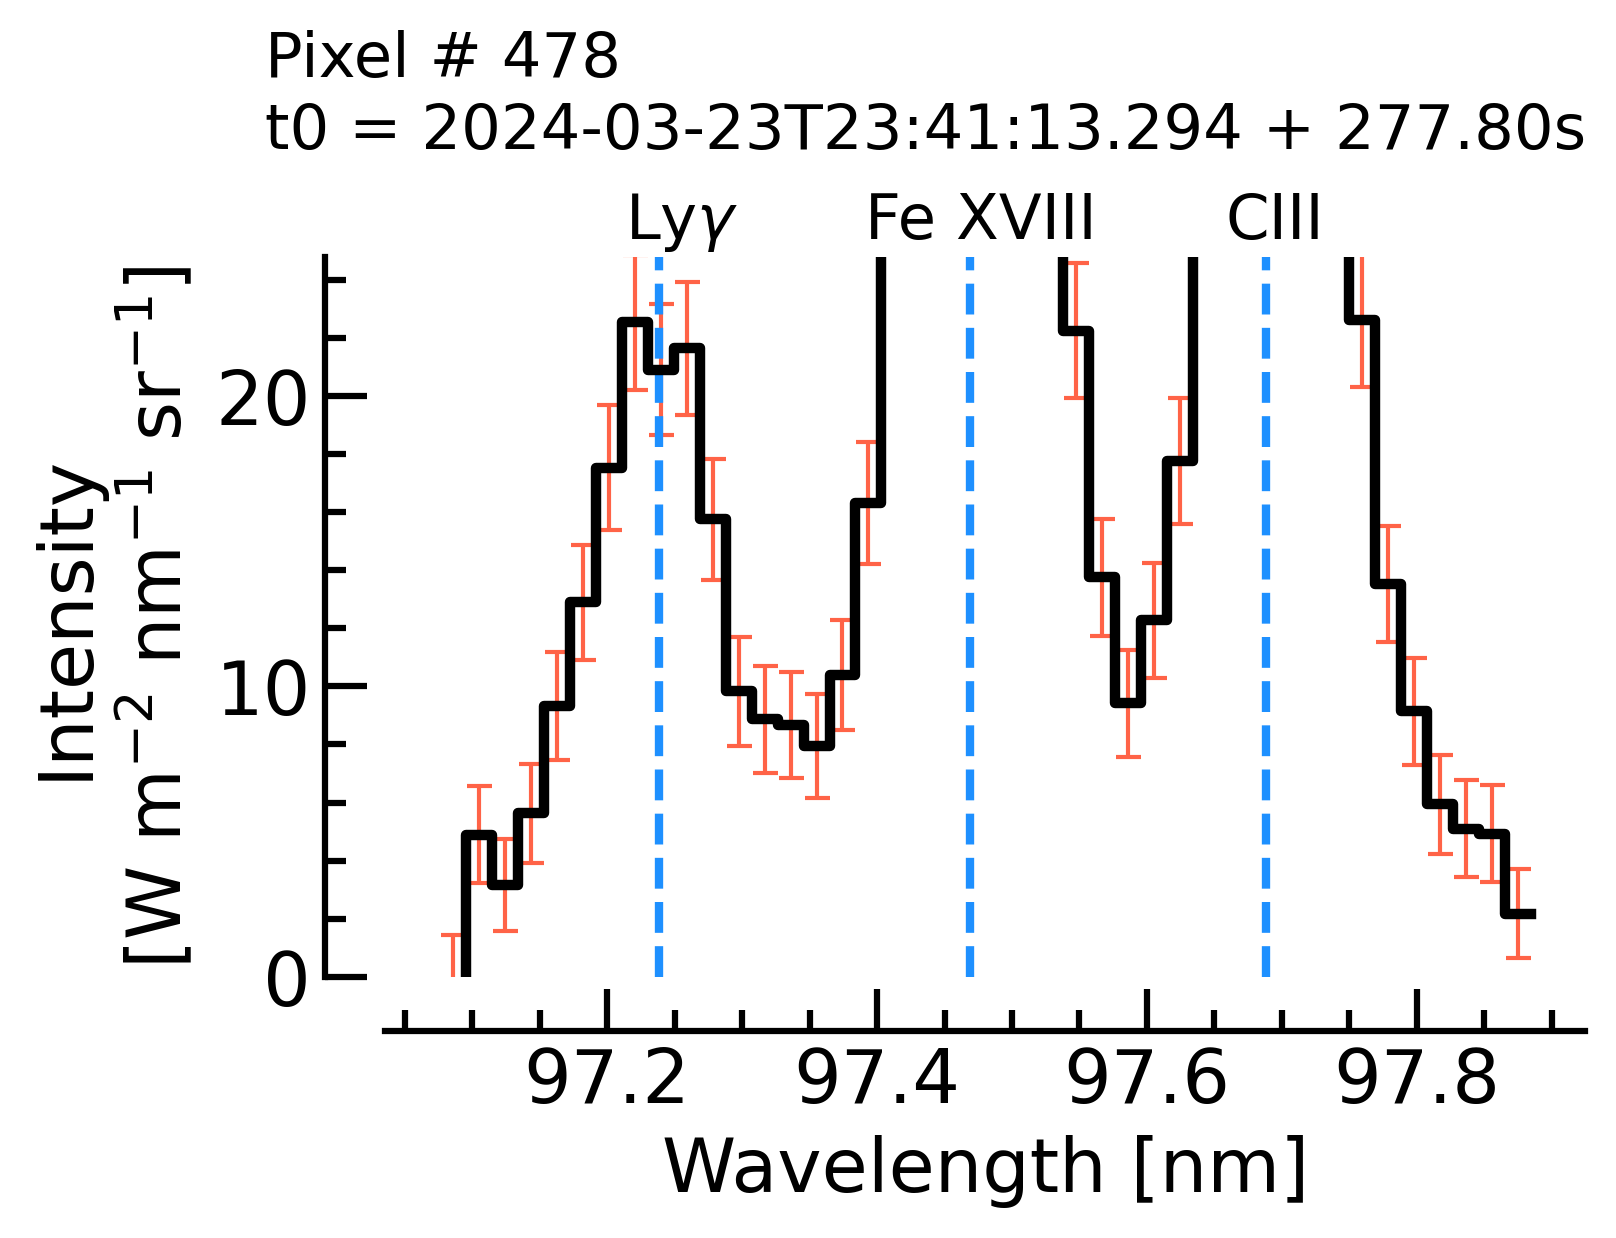 Pixel # 478
t0 = 2024-03-23T23:41:13.294 + 277.80s
Lyγ Fe XVIII CIII
Intensity
[W m⁻² nm⁻¹ sr⁻¹]
20
10
0
97.2 97.4 97.6 97.8
Wavelength [nm]